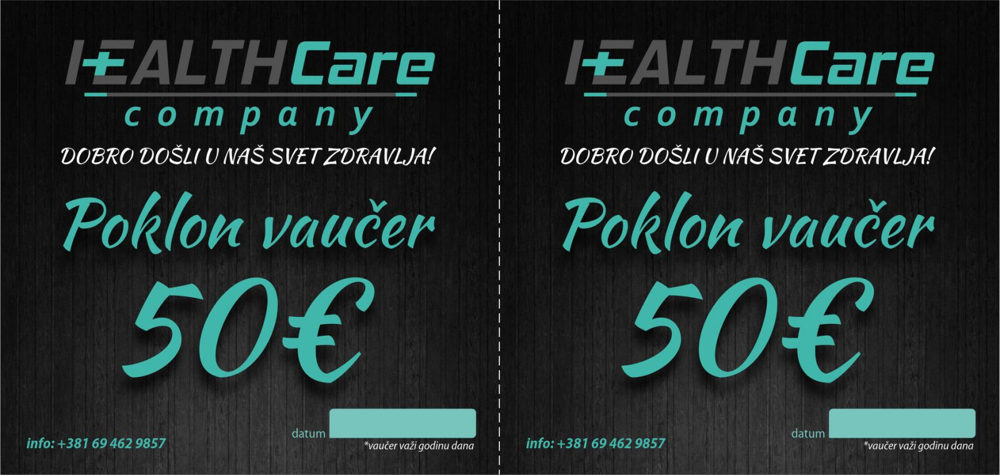 HEALTHCare
company
DOBRO DOŠLI U NAŠ SVET ZDRAVLJA!
Poklon vaučer
50€
datum
info: +381 69 462 9857
*vaučer važi godinu dana
HEALTHCare
company
DOBRO DOŠLI U NAŠ SVET ZDRAVLJA!
Poklon vaučer
50€
datum
info: +381 69 462 9857
*vaučer važi godinu dana